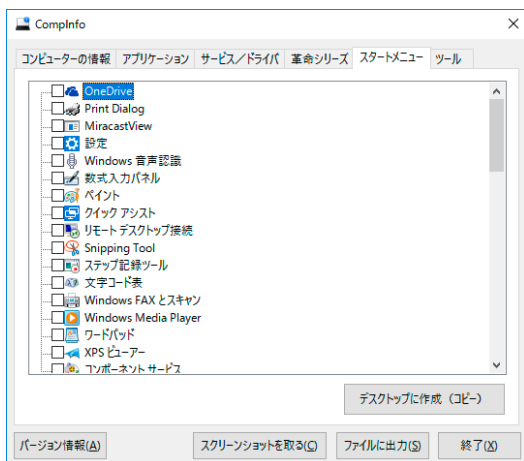 CompInfo
コンピューターの情報 アプリケーション サービス／ドライバ 革命シリーズ スタートメニュー ツール
OneDrive
Print Dialog
MiracastView
設定
Windows 音声認識
数式入力パネル
ペイント
クイック アシスト
リモート デスクトップ接続
Snipping Tool
ステップ記録ツール
文字コード表
Windows FAX とスキャン
Windows Media Player
ワードパッド
XPS ビューアー
コンポーネント サービス
デスクトップに作成（コピー）
バージョン情報(A) スクリーンショットを取る(C) ファイルに出力(S) 終了(X)